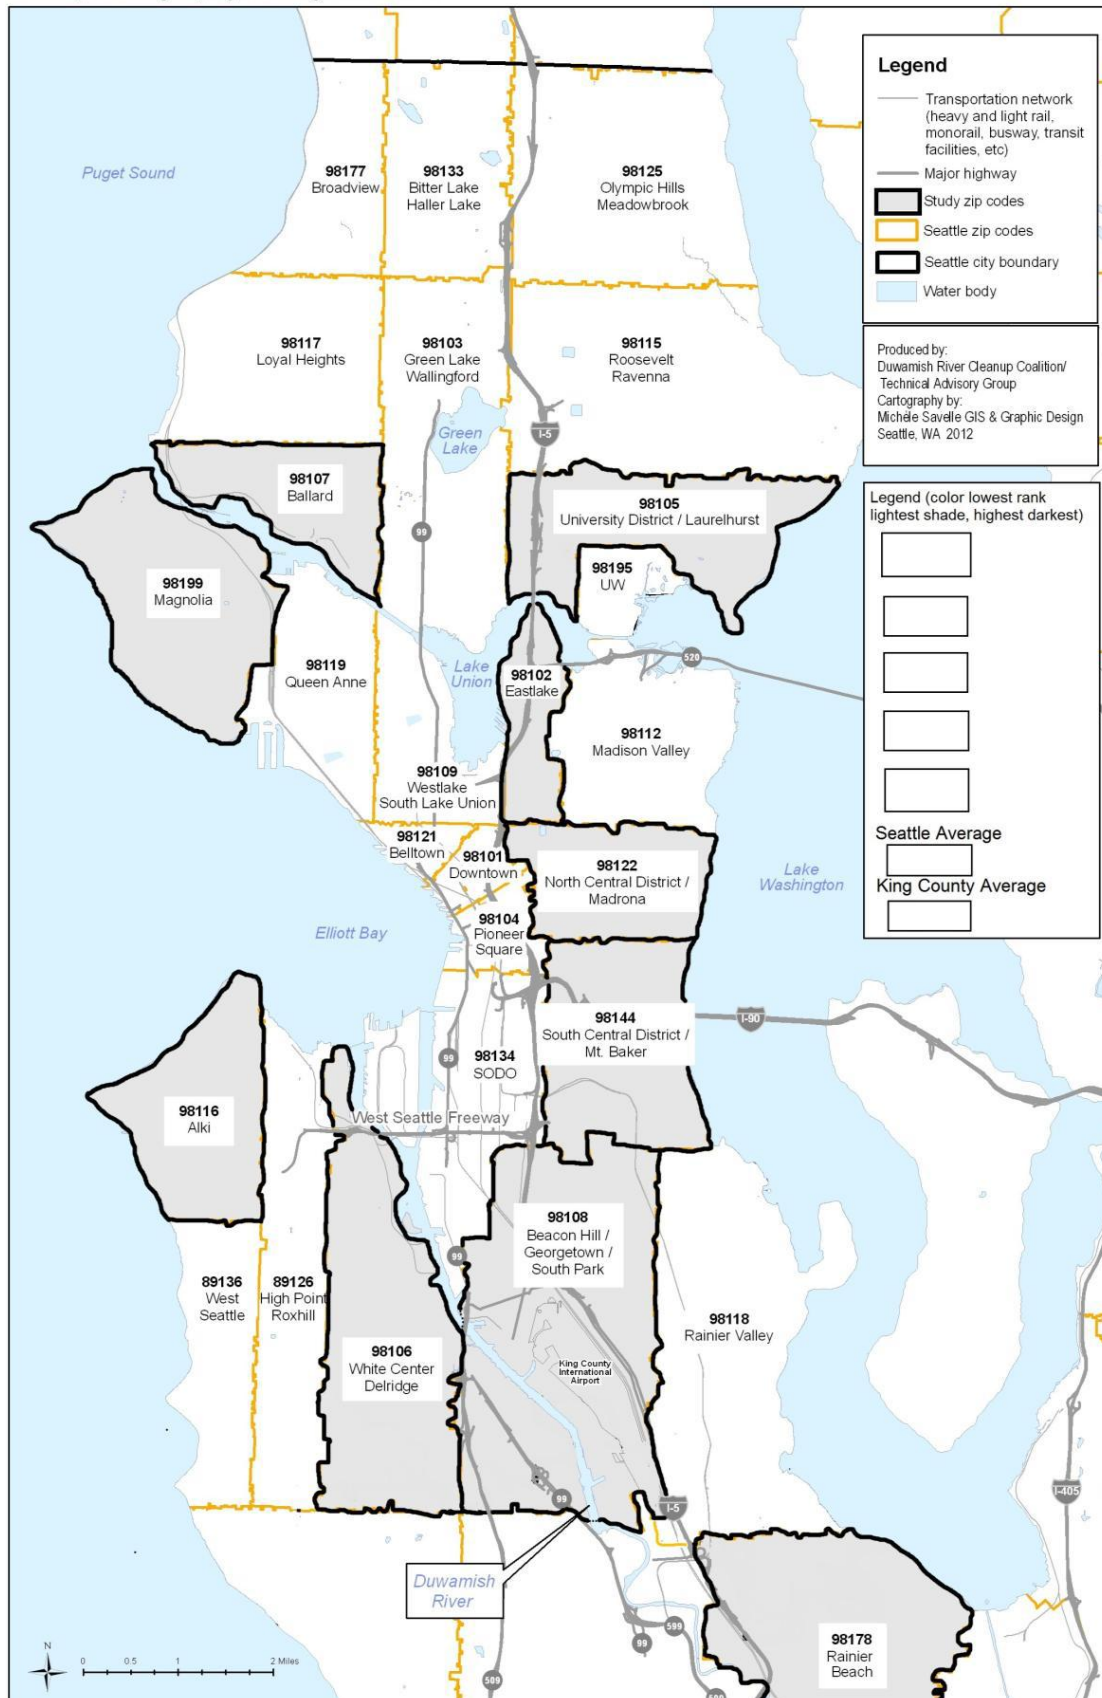 Legend
Transportation network
(heavy and light rail,
monorail, busway, transit
facilities, etc)
Major highway
Study zip codes
Seattle zip codes
Seattle city boundary
Water body
Produced by:
Duwamish River Cleanup Coalition/
Technical Advisory Group
Cartography by:
Michèle Savelle GIS & Graphic Design
Seattle, WA 2012
Legend (color lowest rank
lightest shade, highest darkest)
Seattle Average
King County Average
Puget Sound
98177
Broadview
98133
Bitter Lake
Haller Lake
98125
Olympic Hills
Meadowbrook
98117
Loyal Heights
98103
Green Lake
Wallingford
98115
Roosevelt
Ravenna
Green
Lake
I-5
98107
Ballard
99
98105
University District / Laurelhurst
98195
UW
98199
Magnolia
98119
Queen Anne
Lake
Union
98102
Eastlake
520
98112
Madison Valley
98109
Westlake
South Lake Union
98121
Belltown
98101
Downtown
98122
North Central District /
Madrona
Lake
Washington
98104
Pioneer
Square
Elliott Bay
98144
South Central District /
Mt. Baker
I-90
99
98134
SODO
98116
Alki
West Seattle Freeway
98108
Beacon Hill /
Georgetown /
South Park
99
89136
West
Seattle
89126
High Point
Roxhill
98118
Rainier Valley
98106
White Center
Delridge
King County
International
Airport
99
I-5
I-405
Duwamish
River
599
99
98178
Rainier
Beach
509
N
0 0.5 1 2 Miles